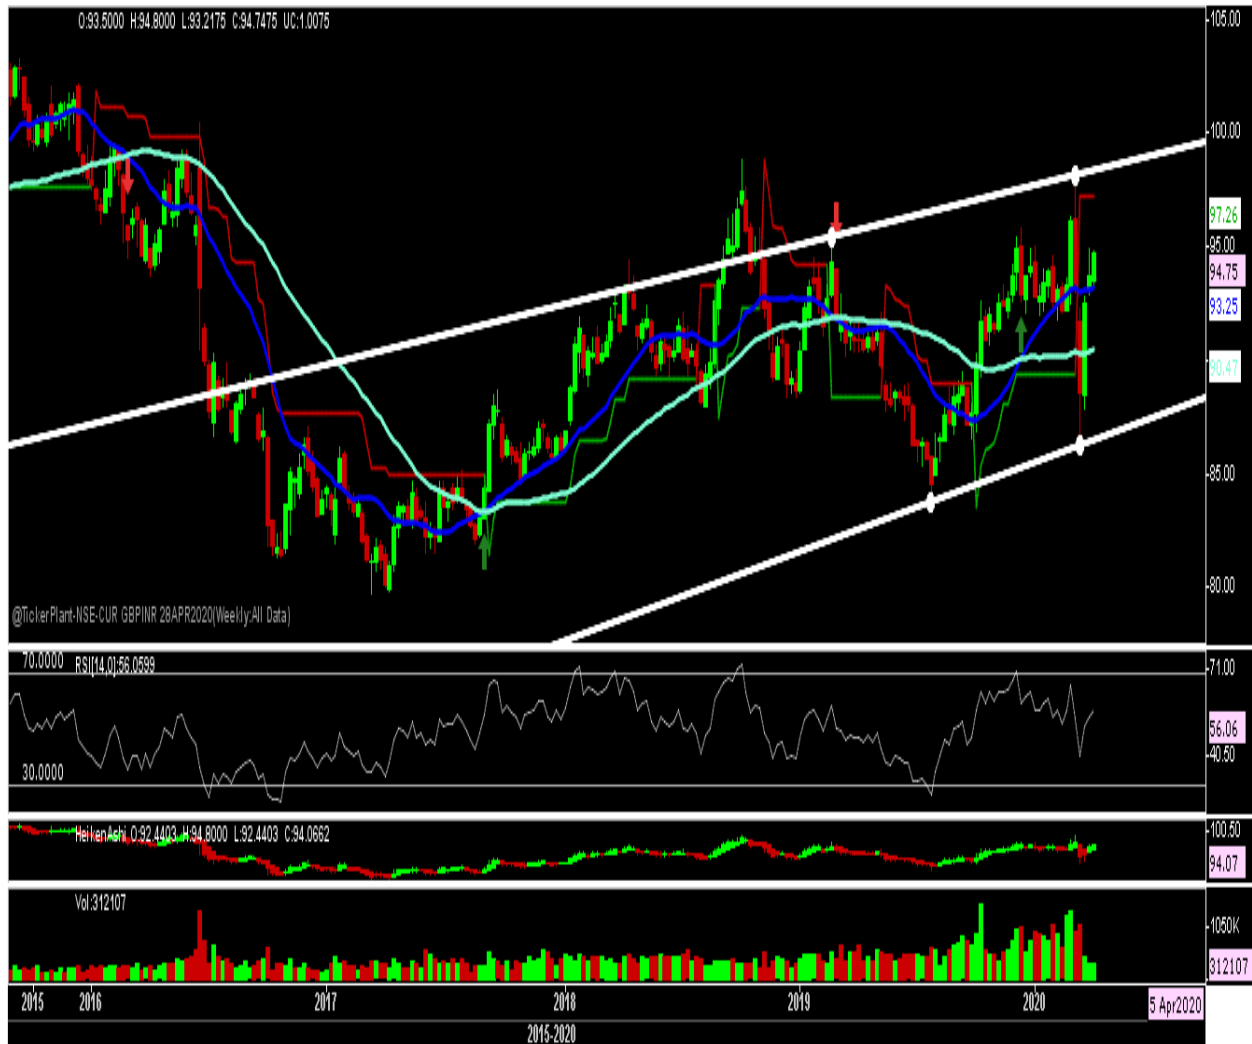 O:93.5000 H:94.8000 L:93.2175 C:94.7475 UC:1.0075
105.00
100.00
97.26
95.00
94.75
93.25
90.47
85.00
80.00
@TickerPlant-NSE-CUR GBPINR 28APR2020(Weekly:All Data)
70.0000
RSI[14,0]:56.0599
71.00
56.06
40.50
30.0000
HeikenAshi O:92.4403 H:94.8000 L:92.4403 C:94.0662
100.50
94.07
Vol:312107
1050K
312107
2015 2016 2017 2018 2019 2020
5 Apr2020
2015-2020